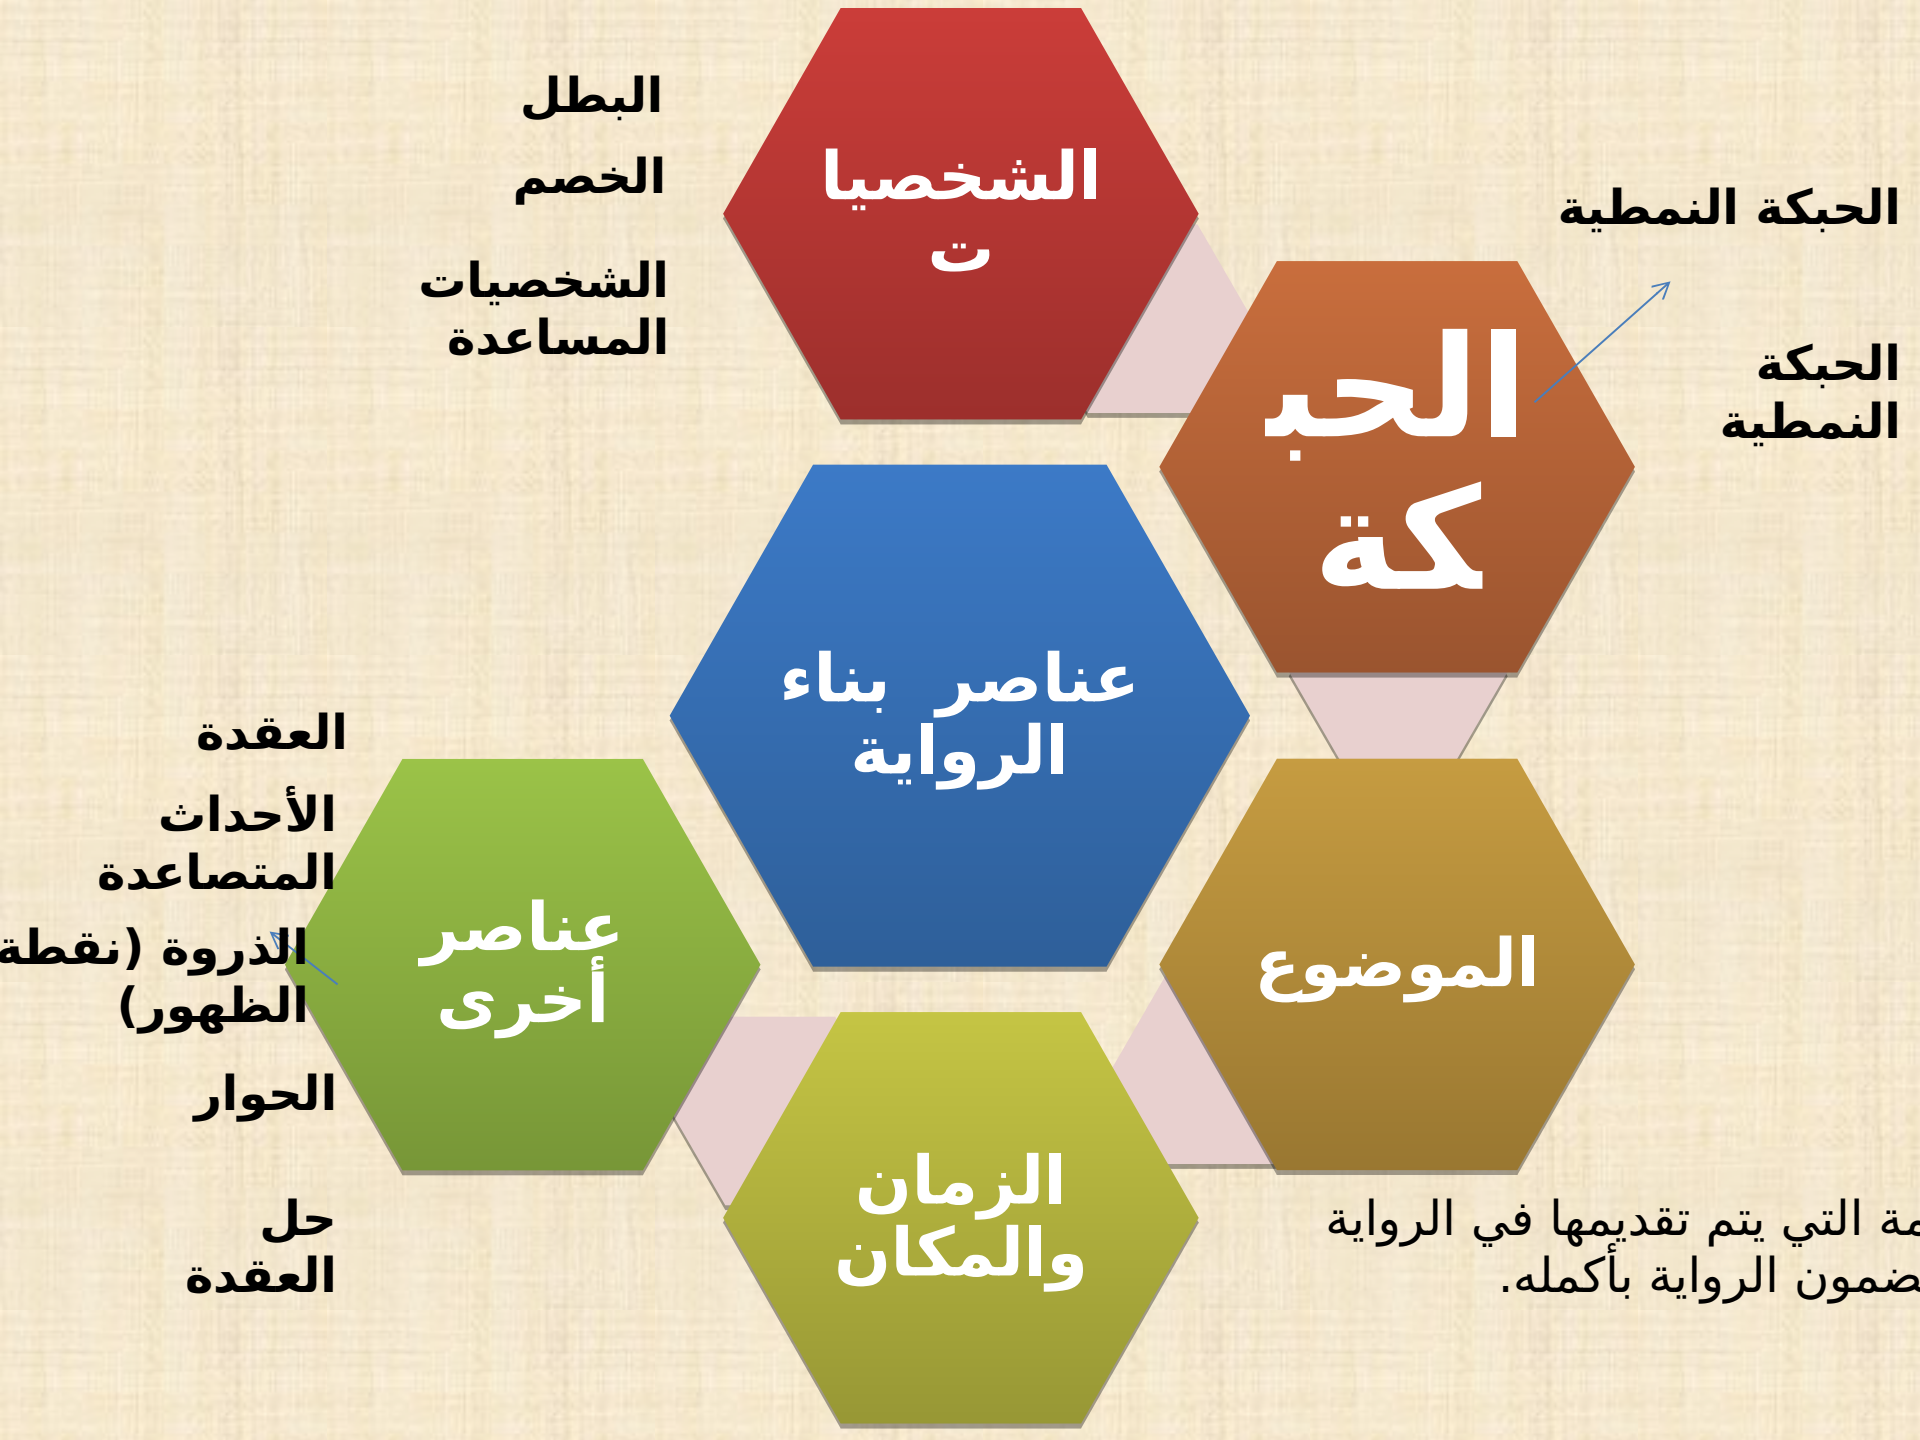 البطل
الخصم
الشخصيات
المساعدة
الشخصيا
ت
الحبكة النمطية
الحبكة
النمطية
الحب
كة
عناصر بناء
الرواية
العقدة
الأحداث
المتصاعدة
الذروة (نقطة
الظهور)
الحوار
حل
العقدة
عناصر
أخرى
الموضوع
الزمان
والمكان
التي يتم تقديمها في الرواية
الرواية بأكمله.